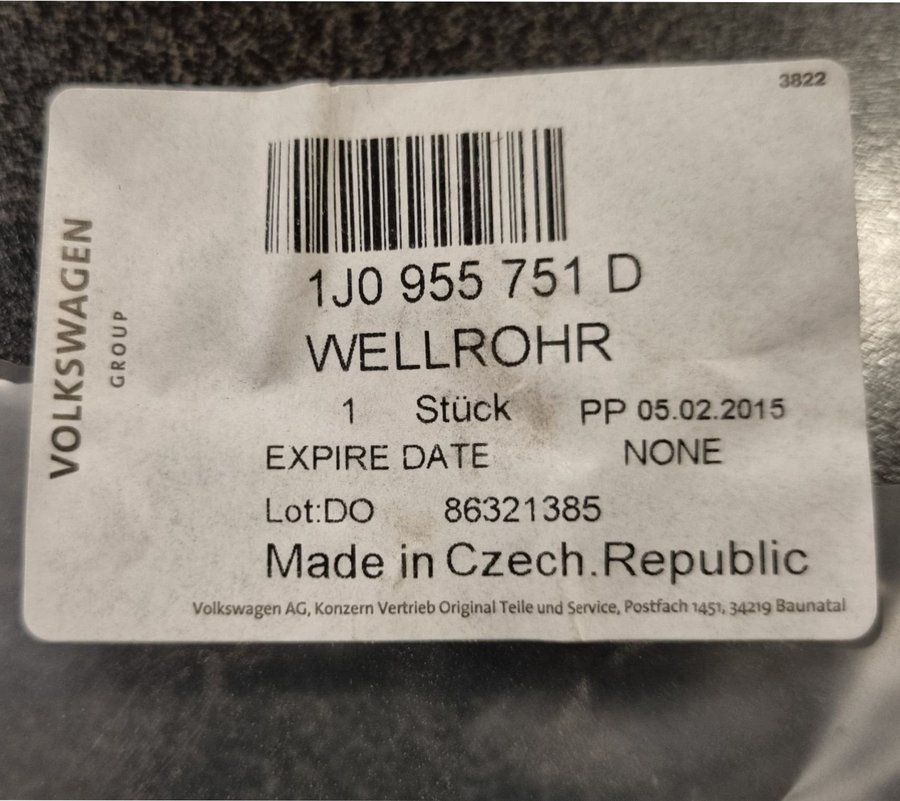 3822
VOLKSWAGEN
GROUP
1J0 955 751 D
WELLROHR
1 Stück PP 05.02.2015
EXPIRE DATE NONE
Lot:DO 86321385
Made in Czech.Republic
Volkswagen AG, Konzern Vertrieb Original Teile und Service, Postfach 1451, 34219 Baunatal